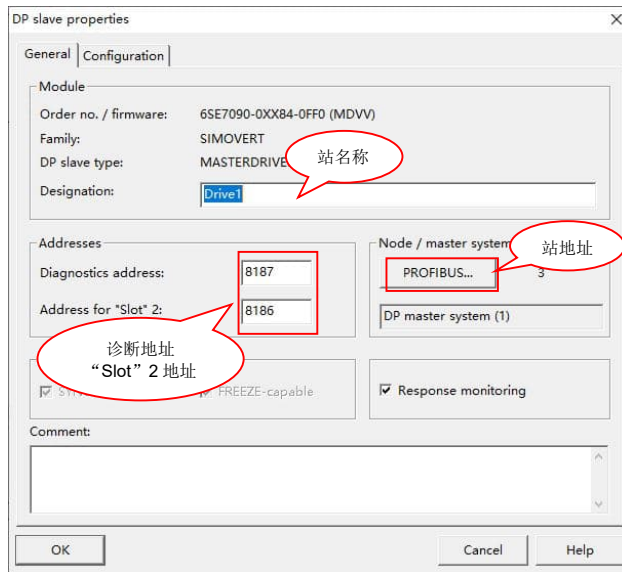 DP slave properties
General
Configuration
Module
Order no. / firmware: 6SE7090-0XX84-0FF0 (MDVV)
Family: SIMOVERT
DP slave type: MASTERDRIVE
站名称
Designation: Drive1
Addresses
Node / master system
站地址
Diagnostics address: 8187
PROFIBUS... 3
Address for "Slot" 2: 8186
DP master system (1)
诊断地址
“Slot”2 地址
FREEZE-capable
Response monitoring
Comment:
OK
Cancel
Help